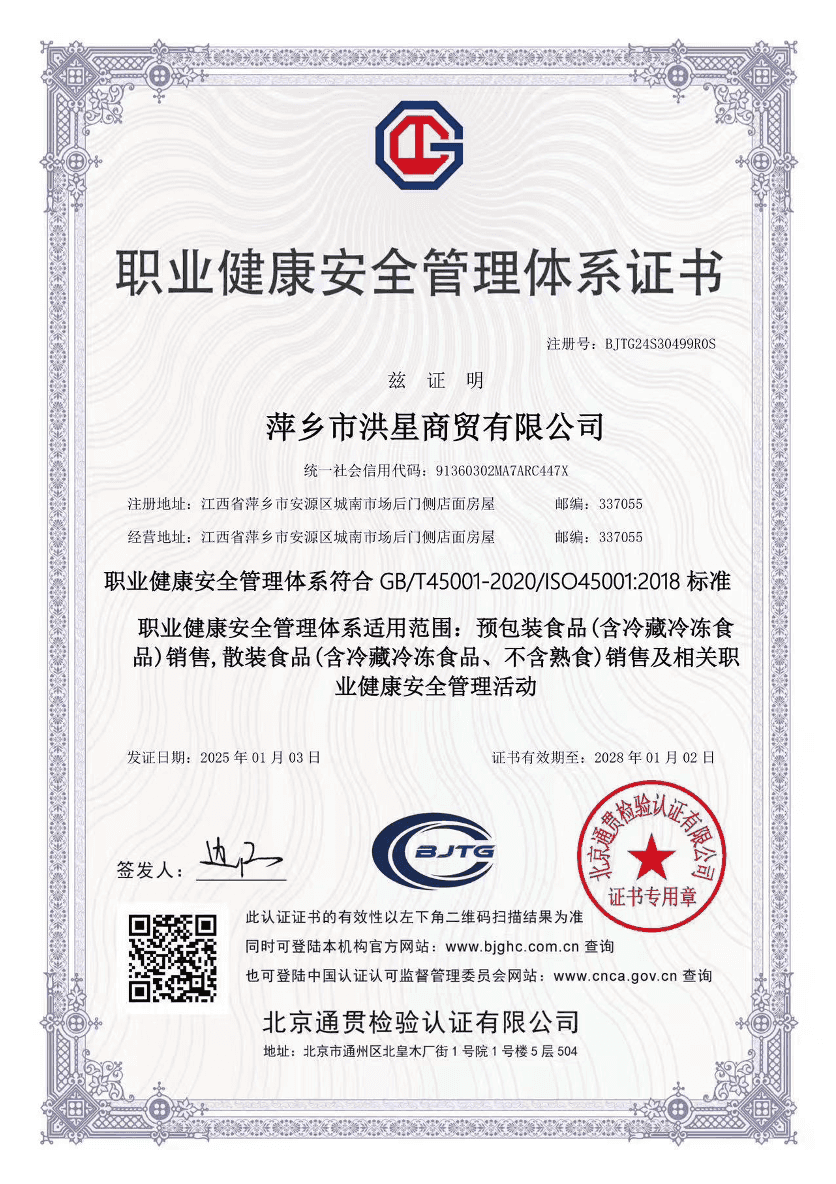 职业健康安全管理体系证书
注册号：BJTG24S30499R0S
兹 证 明
萍乡市洪星商贸有限公司
统一社会信用代码：91360302MA7ARC447X
注册地址：江西省萍乡市安源区城南市场后门侧店面房屋 邮编：337055
经营地址：江西省萍乡市安源区城南市场后门侧店面房屋 邮编：337055
职业健康安全管理体系符合 GB/T45001-2020/ISO45001:2018 标准
职业健康安全管理体系适用范围：预包装食品(含冷藏冷冻食
品)销售,散装食品(含冷藏冷冻食品、不含熟食)销售及相关职
业健康安全管理活动
发证日期：2025 年 01 月 03 日 证书有效期至：2028 年 01 月 02 日
北京通贯检验认证有限公司
证书专用章
BJTG
签发人：
此认证证书的有效性以左下角二维码扫描结果为准
同时可登陆本机构官方网站：www.bjghc.com.cn 查询
也可登陆中国认证认可监督管理委员会网站：www.cnca.gov.cn 查询
北京通贯检验认证有限公司
地址：北京市通州区北皇木厂街 1 号院 1 号楼 5 层 504